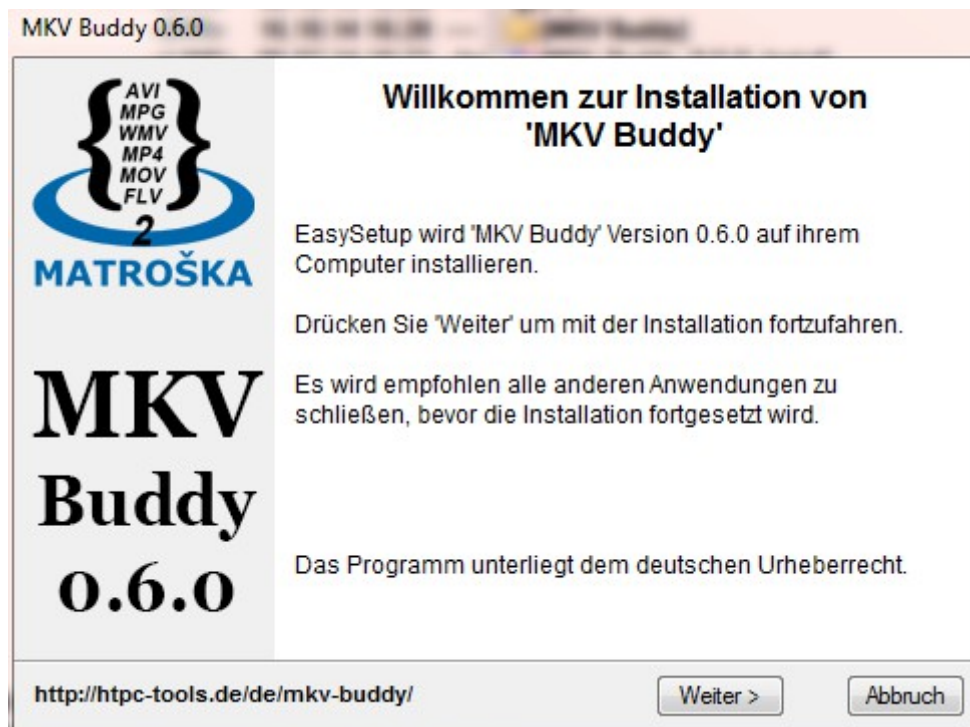 MKV Buddy 0.6.0
AVI
MPG
WMV
MP4
MOV
FLV
2
MATROŠKA
MKV
Buddy
0.6.0
Willkommen zur Installation von
'MKV Buddy'
EasySetup wird 'MKV Buddy' Version 0.6.0 auf ihrem
Computer installieren.
Drücken Sie 'Weiter' um mit der Installation fortzufahren.
Es wird empfohlen alle anderen Anwendungen zu
schließen, bevor die Installation fortgesetzt wird.
Das Programm unterliegt dem deutschen Urheberrecht.
http://htpc-tools.de/de/mkv-buddy/
Weiter >
Abbruch